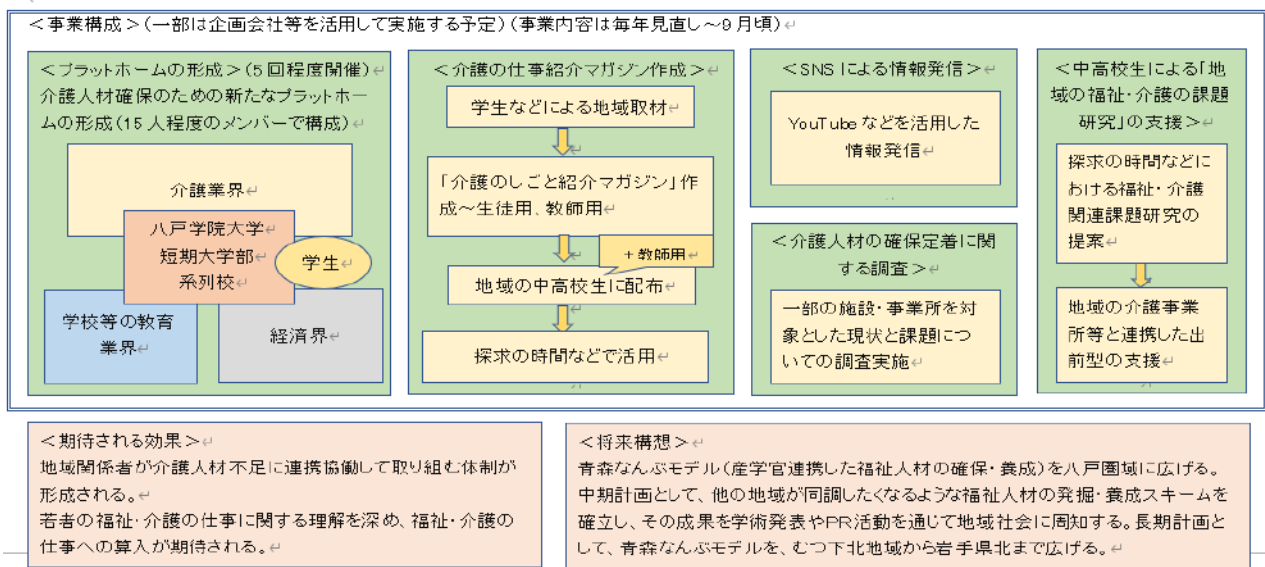 ＜事業構成＞(一部は企画会社等を活用して実施する予定)(事業内容は毎年見直し～9月頃)
＜プラットホームの形成＞(5回程度開催)
介護人材確保のための新たなプラットホー
ムの形成(15人程度のメンバーで構成)
介護業界
八戸学院大学
短期大学部
系列校
学生
学校等の教育
業界
経済界
＜介護の仕事紹介マガジン作成＞
学生などによる地域取材
「介護のしごと紹介マガジン」作
成～生徒用、教師用
＋教師用
地域の中高校生に配布
探求の時間などで活用
＜SNSによる情報発信＞
YouTubeなどを活用した
情報発信
＜介護人材の確保定着に関
する調査＞
一部の施設・事業所を対
象とした現状と課題につ
いての調査実施
＜中高校生による「地
域の福祉・介護の課題
研究」の支援＞
探求の時間などに
おける福祉・介護
関連課題研究の
提案
地域の介護事業
所等と連携した出
前型の支援
＜期待される効果＞
地域関係者が介護人材不足に連携協働して取り組む体制が
形成される。
若者の福祉・介護の仕事に関する理解を深め、福祉・介護の
仕事への算入が期待される。
＜将来構想＞
青森なんぶモデル(産学官連携した福祉人材の確保・養成)を八戸圏域に広げる。
中期計画として、他の地域が同調したくなるような福祉人材の発掘・養成スキームを
確立し、その成果を学術発表やPR活動を通じて地域社会に周知する。長期計画と
して、青森なんぶモデルを、むつ下北地域から岩手県北まで広げる。